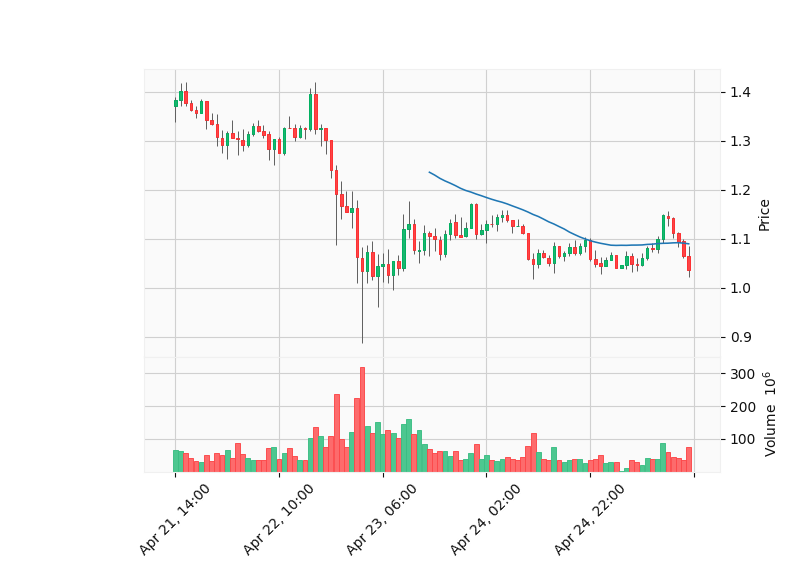 1.4
1.3
1.2
1.1
1.0
0.9
Price
300
200
100
Volume 10^6
Apr 21, 14:00
Apr 22, 10:00
Apr 23, 06:00
Apr 24, 02:00
Apr 24, 22:00